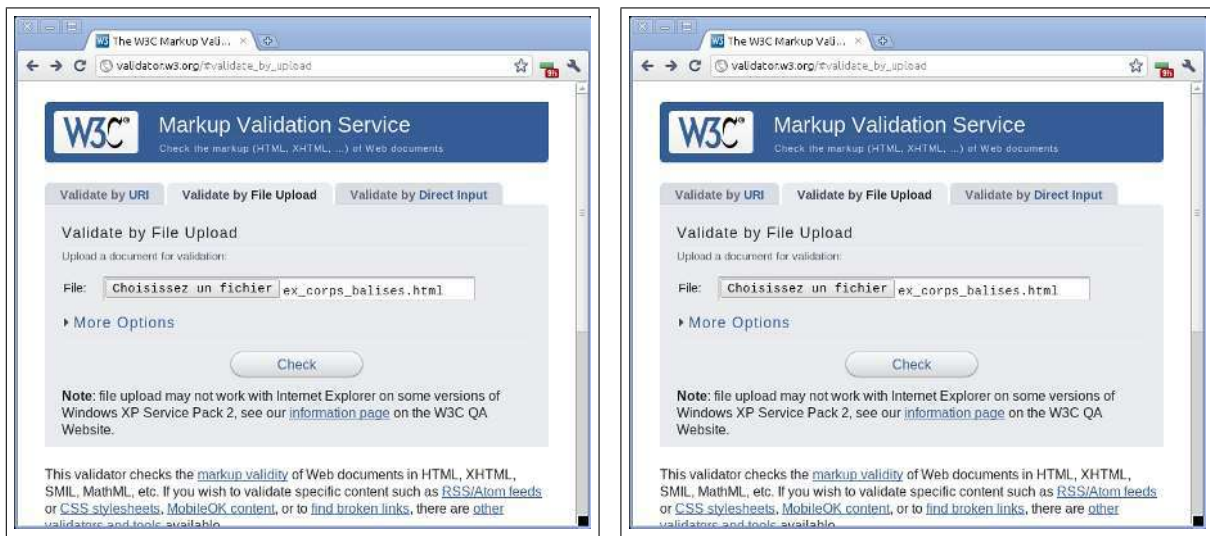 The W3C Markup Vali...
validator.w3.org/#validate_by_upload
9h
W3C®
Markup Validation Service
Check the markup (HTML, XHTML, ...) of Web documents
Validate by URI
Validate by File Upload
Validate by Direct Input
Validate by File Upload
Upload a document for validation:
File: Choisissez un fichier ex_corps_balises.html
More Options
Check
Note: file upload may not work with Internet Explorer on some versions of
Windows XP Service Pack 2, see our information page on the W3C QA
Website.
This validator checks the markup validity of Web documents in HTML, XHTML,
SMIL, MathML, etc. If you wish to validate specific content such as RSS/Atom feeds
or CSS stylesheets, MobileOK content, or to find broken links, there are other
validators and tools available.
The W3C Markup Vali...
validator.w3.org/#validate_by_upload
9h
W3C®
Markup Validation Service
Check the markup (HTML, XHTML, ...) of Web documents
Validate by URI
Validate by File Upload
Validate by Direct Input
Validate by File Upload
Upload a document for validation:
File: Choisissez un fichier ex_corps_balises.html
More Options
Check
Note: file upload may not work with Internet Explorer on some versions of
Windows XP Service Pack 2, see our information page on the W3C QA
Website.
This validator checks the markup validity of Web documents in HTML, XHTML,
SMIL, MathML, etc. If you wish to validate specific content such as RSS/Atom feeds
or CSS stylesheets, MobileOK content, or to find broken links, there are other
validators and tools available.